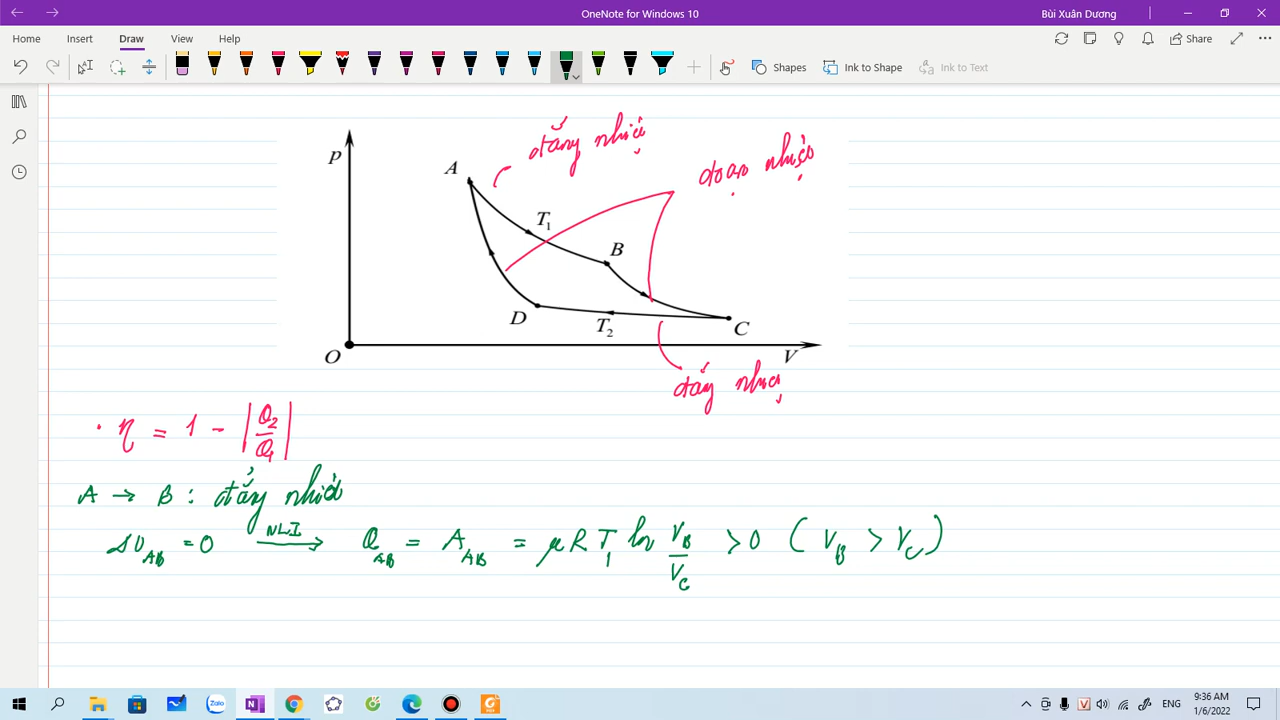 OneNote for Windows 10
Bùi Xuân Dương
Home Insert Draw View Help
Share
Shapes Ink to Shape Ink to Text
đẳng nhiệt
đoạn nhiệt
p
A
T₁
B
D
T₂
C
O
V
đẳng nhiệt
• η = 1 - |Q₂/Q₁|
A → B : đẳng nhiệt
ΔU_AB = 0 —NLI→ Q_AB = A_AB = μRT₁ ln V_B/V_C > 0 ( V_B > V_C )
Zalo
ENG
9:36 AM
1/6/2022